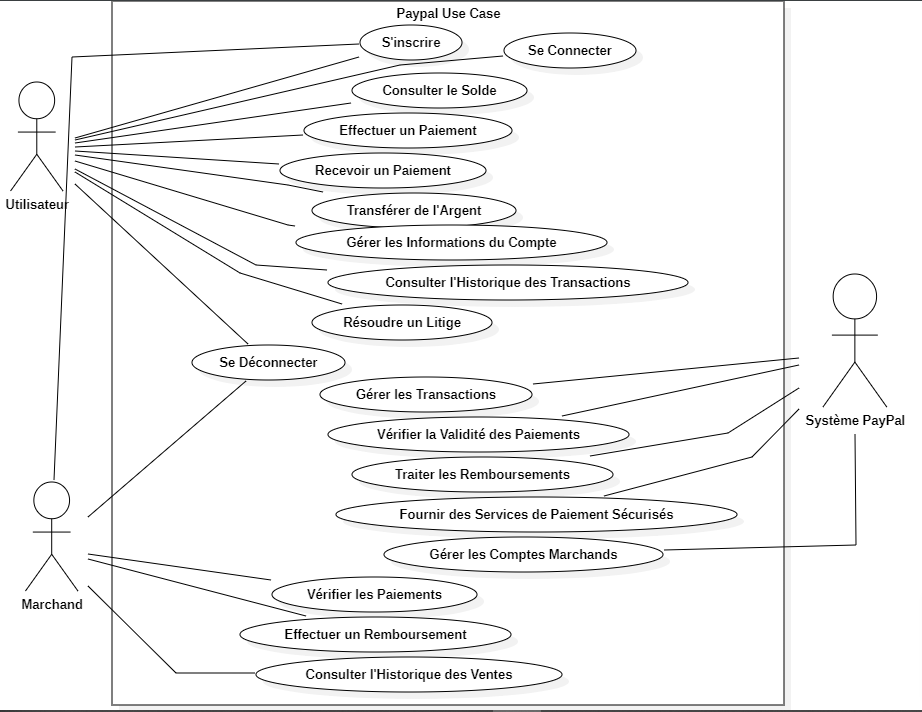 Paypal Use Case
S'inscrire
Se Connecter
Consulter le Solde
Effectuer un Paiement
Recevoir un Paiement
Utilisateur
Transférer de l'Argent
Gérer les Informations du Compte
Consulter l'Historique des Transactions
Résoudre un Litige
Se Déconnecter
Gérer les Transactions
Système PayPal
Vérifier la Validité des Paiements
Traiter les Remboursements
Fournir des Services de Paiement Sécurisés
Gérer les Comptes Marchands
Vérifier les Paiements
Marchand
Effectuer un Remboursement
Consulter l'Historique des Ventes